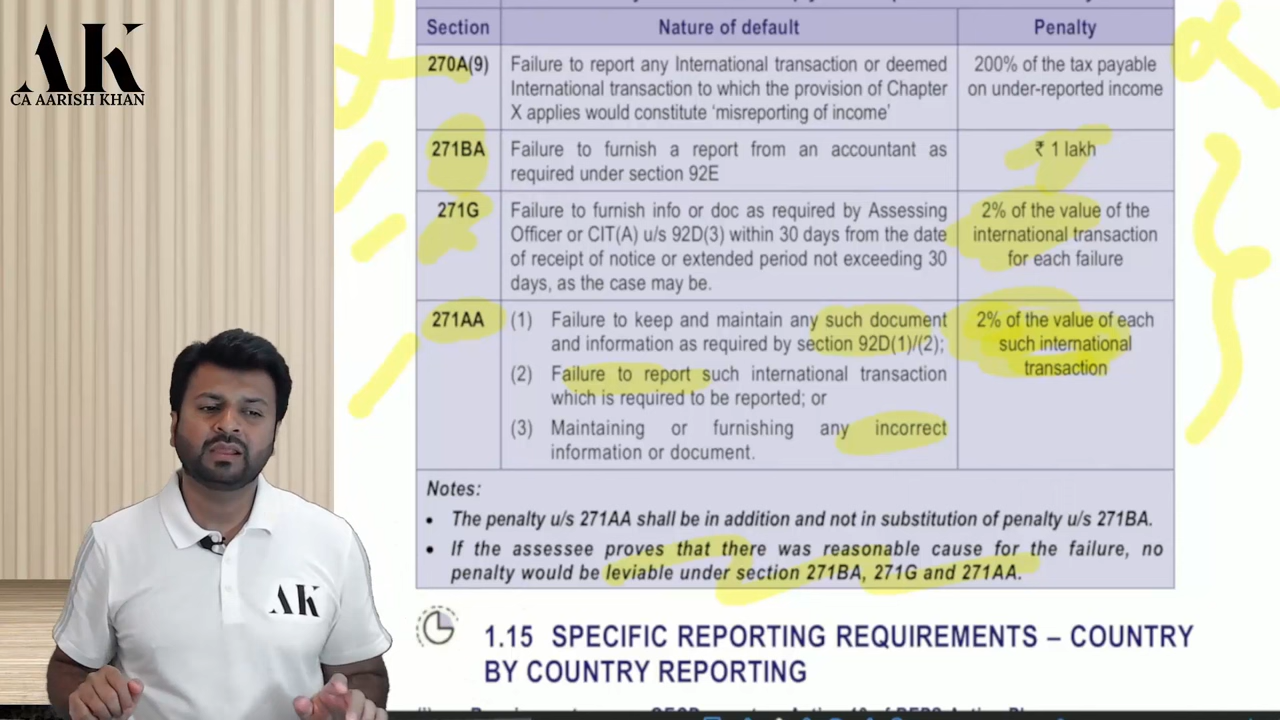 AK
CA AARISH KHAN
Section Nature of default Penalty
270A(9) Failure to report any International transaction or deemed 200% of the tax payable
International transaction to which the provision of Chapter on under-reported income
X applies would constitute ‘misreporting of income’
271BA Failure to furnish a report from an accountant as ₹ 1 lakh
required under section 92E
271G Failure to furnish info or doc as required by Assessing 2% of the value of the
Officer or CIT(A) u/s 92D(3) within 30 days from the date international transaction
of receipt of notice or extended period not exceeding 30 for each failure
days, as the case may be.
271AA (1) Failure to keep and maintain any such document 2% of the value of each
and information as required by section 92D(1)/(2); such international
(2) Failure to report such international transaction transaction
which is required to be reported; or
(3) Maintaining or furnishing any incorrect
information or document.
Notes:
• The penalty u/s 271AA shall be in addition and not in substitution of penalty u/s 271BA.
• If the assessee proves that there was reasonable cause for the failure, no
penalty would be leviable under section 271BA, 271G and 271AA.
1.15 SPECIFIC REPORTING REQUIREMENTS – COUNTRY
BY COUNTRY REPORTING
AK